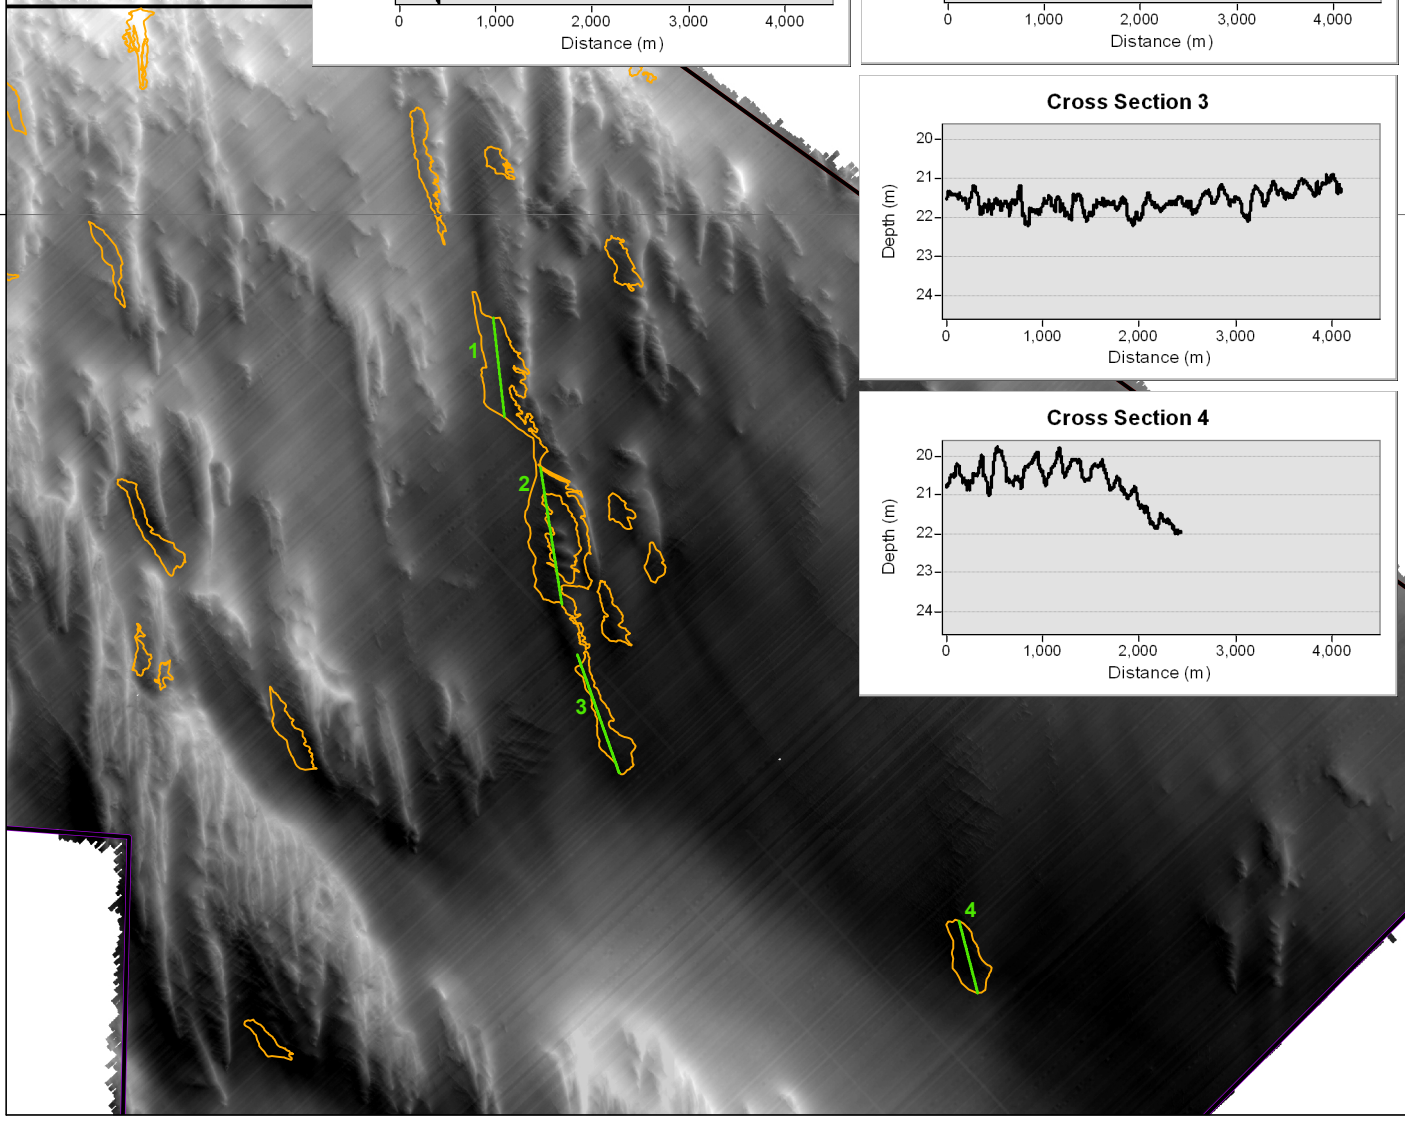 0 1,000 2,000 3,000 4,000
Distance (m)
0 1,000 2,000 3,000 4,000
Distance (m)
Cross Section 3
20
21
22
23
24
Depth (m)
0 1,000 2,000 3,000 4,000
Distance (m)
Cross Section 4
20
21
22
23
24
Depth (m)
0 1,000 2,000 3,000 4,000
Distance (m)
1
2
3
4